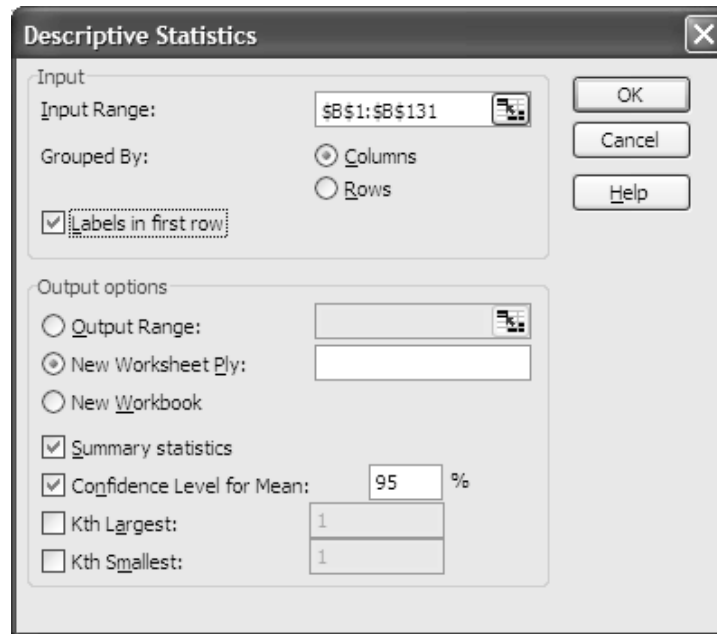 Descriptive Statistics
Input
Input Range: $B$1:$B$131
Grouped By: Columns
Rows
Labels in first row
OK
Cancel
Help
Output options
Output Range:
New Worksheet Ply:
New Workbook
Summary statistics
Confidence Level for Mean: 95 %
Kth Largest: 1
Kth Smallest: 1